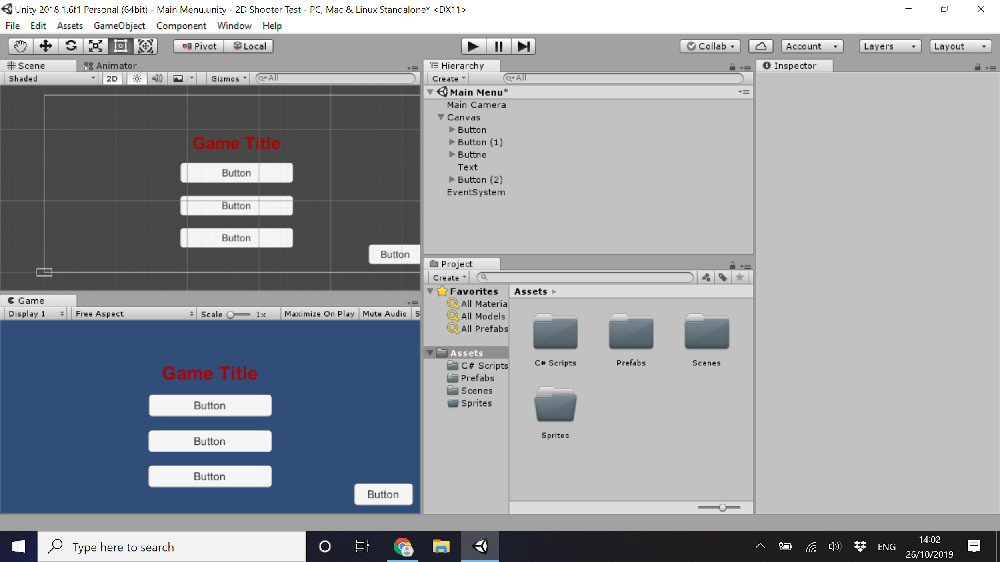 Unity 2018.1.6f1 Personal (64bit) - Main Menu.unity - 2D Shooter Test - PC, Mac & Linux Standalone* <DX11>
File Edit Assets GameObject Component Window Help
Pivot Local Collab Account Layers Layout
Scene Animator
Shaded 2D Gizmos All
Game Title
Button
Button
Button
Button
Game
Display 1 Free Aspect Scale 1x Maximize On Play Mute Audio S
Game Title
Button
Button
Button
Button
Hierarchy
Create All
Main Menu*
Main Camera
Canvas
Button
Button (1)
Buttne
Text
Button (2)
EventSystem
Project
Create
Favorites
All Materia
All Models
All Prefabs
Assets
C# Scripts
Prefabs
Scenes
Sprites
Assets
C# Scripts Prefabs Scenes
Sprites
Inspector
Type here to search
ENG
14:02
26/10/2019